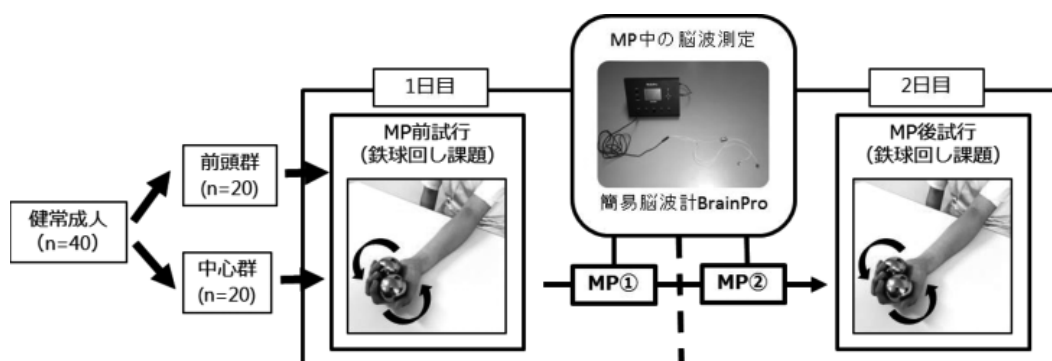 MP中の脳波測定
1日目
2日目
MP前試行
(鉄球回し課題)
MP後試行
(鉄球回し課題)
前頭群
(n=20)
簡易脳波計BrainPro
健常成人
(n=40)
中心群
(n=20)
MP①
MP②